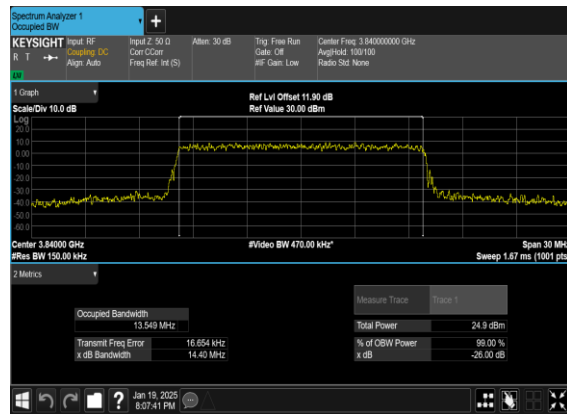 Spectrum Analyzer 1
Occupied BW
+
KEYSIGHT Input: RF Input Z: 50 Ω Atten: 30 dB Trig: Free Run Center Freq: 3.840000000 GHz
R T Coupling: DC Corr CCorr Gate: Off Avg|Hold: 100/100
Align: Auto Freq Ref: Int (S) #IF Gain: Low Radio Std: None
LXI
1 Graph
Ref Lvl Offset 11.90 dB
Scale/Div 10.0 dB Ref Value 30.00 dBm
Log
20.0
10.0
0.00
-10.0
-20.0
-30.0
-40.0
-50.0
-60.0
Center 3.84000 GHz #Video BW 470.00 kHz* Span 30 MHz
#Res BW 150.00 kHz Sweep 1.67 ms (1001 pts
2 Metrics
Measure Trace Trace 1
Occupied Bandwidth
13.549 MHz Total Power 24.9 dBm
Transmit Freq Error 16.654 kHz % of OBW Power 99.00 %
x dB Bandwidth 14.40 MHz x dB -26.00 dB
? Jan 19, 2025
8:07:41 PM